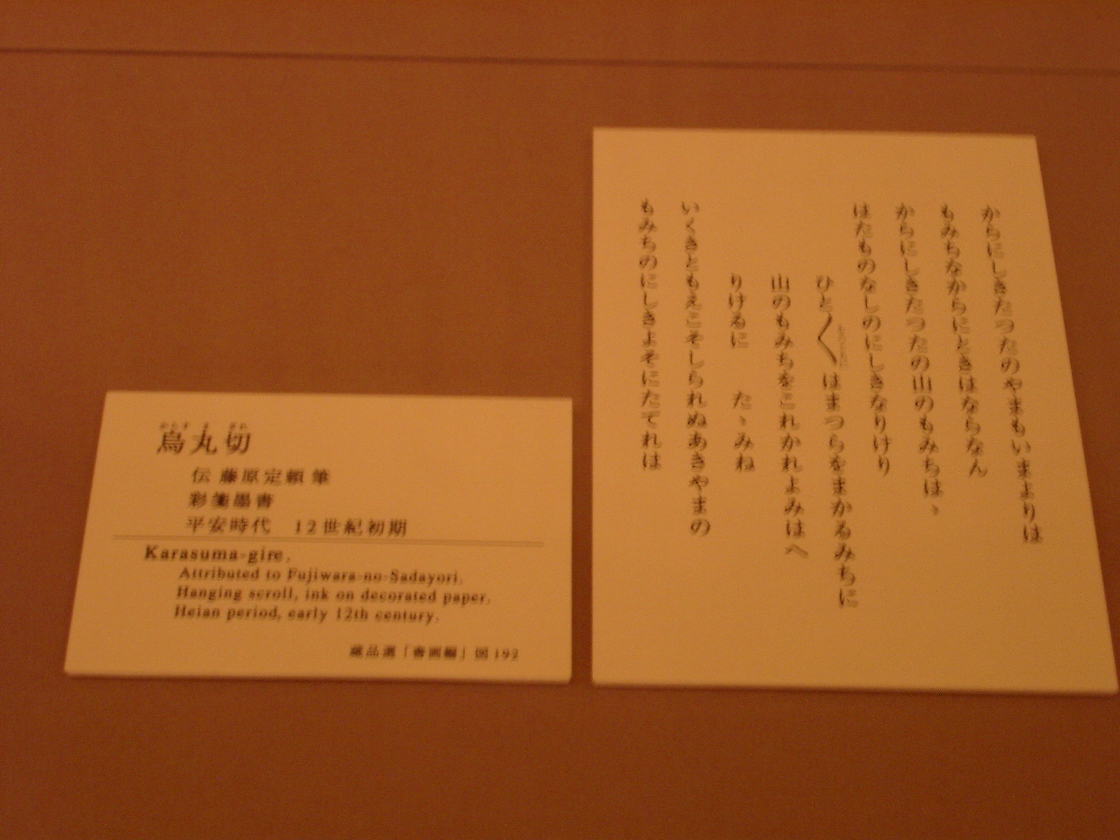 からすまぎれ
烏丸切
伝 藤原定頼 筆
彩箋墨書
平安時代　12世紀初期
Karasuma-gire,
Attributed to Fujiwara-no-Sadayori,
Hanging scroll, ink on decorated paper,
Heian period, early 12th century,
蔵品選「書画編」図192
からにしきたつたのやまもいまよりは
もみちなからにときはならなん
からにしきたつたの山のもみちはゝ
はたものなしのにしきなりけり
ひと〳〵はまつらをまかるみちに
山のもみちをこれかれよみはへ
りけるに　たゝみね
いくきともえこそしられぬあきやまの
もみちのにしきよそにたてれは